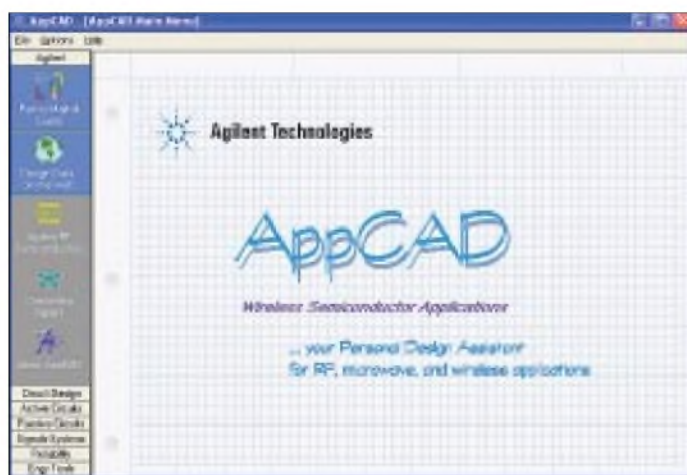 AppCAD - [AppCAD Main Menu]
File Options Help
Agilent
Agilent Technologies
AppCAD
Wireless Semiconductor Applications
... your Personal Design Assistant
for RF, microwave, and wireless applications
Circuit Design
Active Circuits
Passive Circuits
Signals-Systems
Reliability
Engr Tools